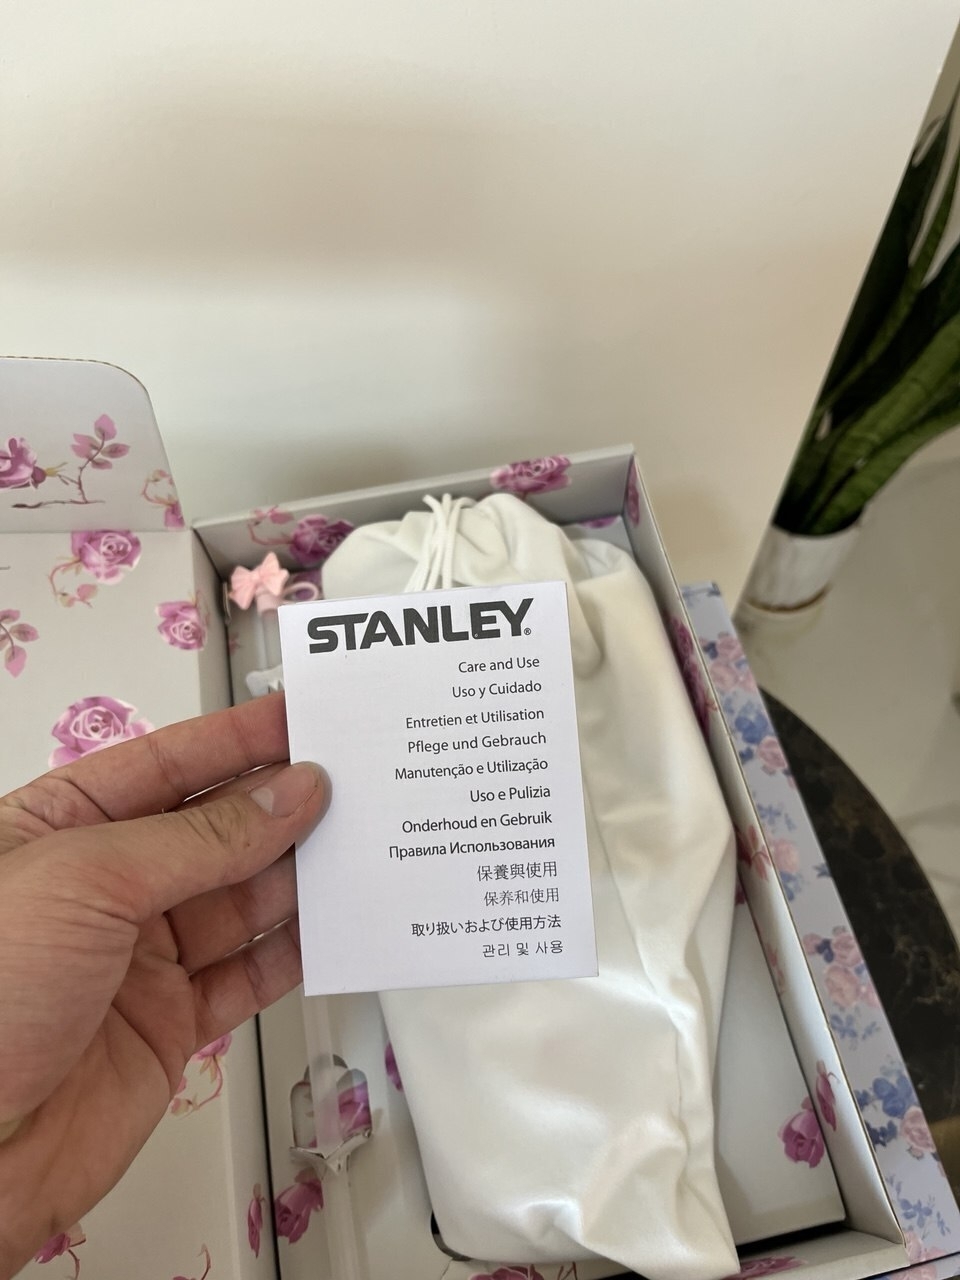 STANLEY®
Care and Use
Uso y Cuidado
Entretien et Utilisation
Pflege und Gebrauch
Manutenção e Utilização
Uso e Pulizia
Onderhoud en Gebruik
Правила Использования
保養與使用
保养和使用
取り扱いおよび使用方法
관리 및 사용